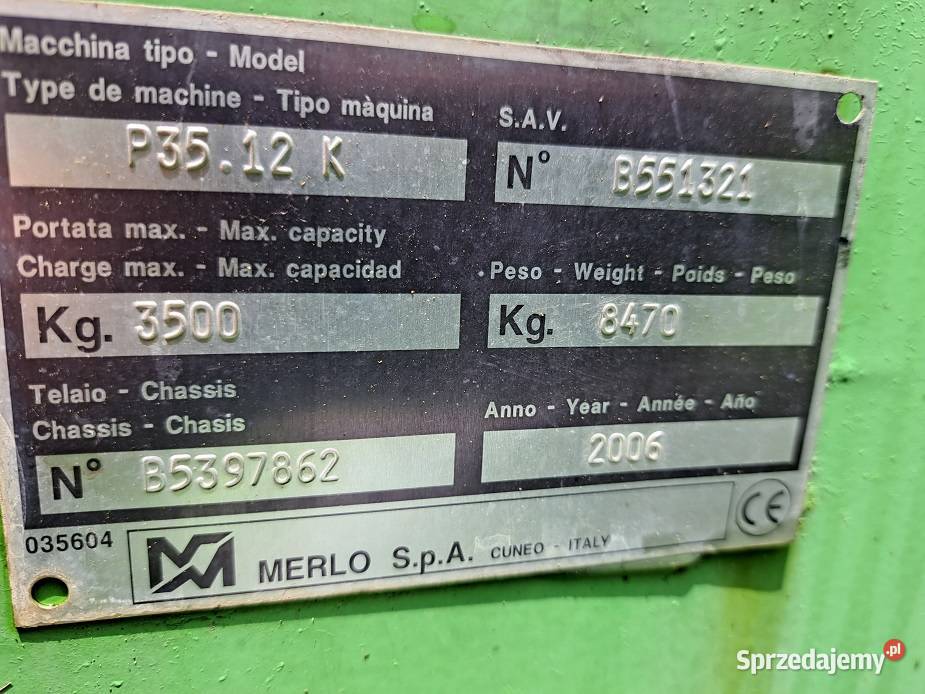 Macchina tipo - Model
Type de machine - Tipo màquina
P35.12 K
S.A.V.
N° B551321
Portata max. - Max. capacity
Charge max. - Max. capacidad
Kg. 3500
Peso - Weight - Poids - Peso
Kg. 8470
Telaio - Chassis
Chassis - Chasis
N° B5397862
Anno - Year - Année - Año
2006
035604
MERLO S.p.A. CUNEO - ITALY
CE
Sprzedajemy.pl